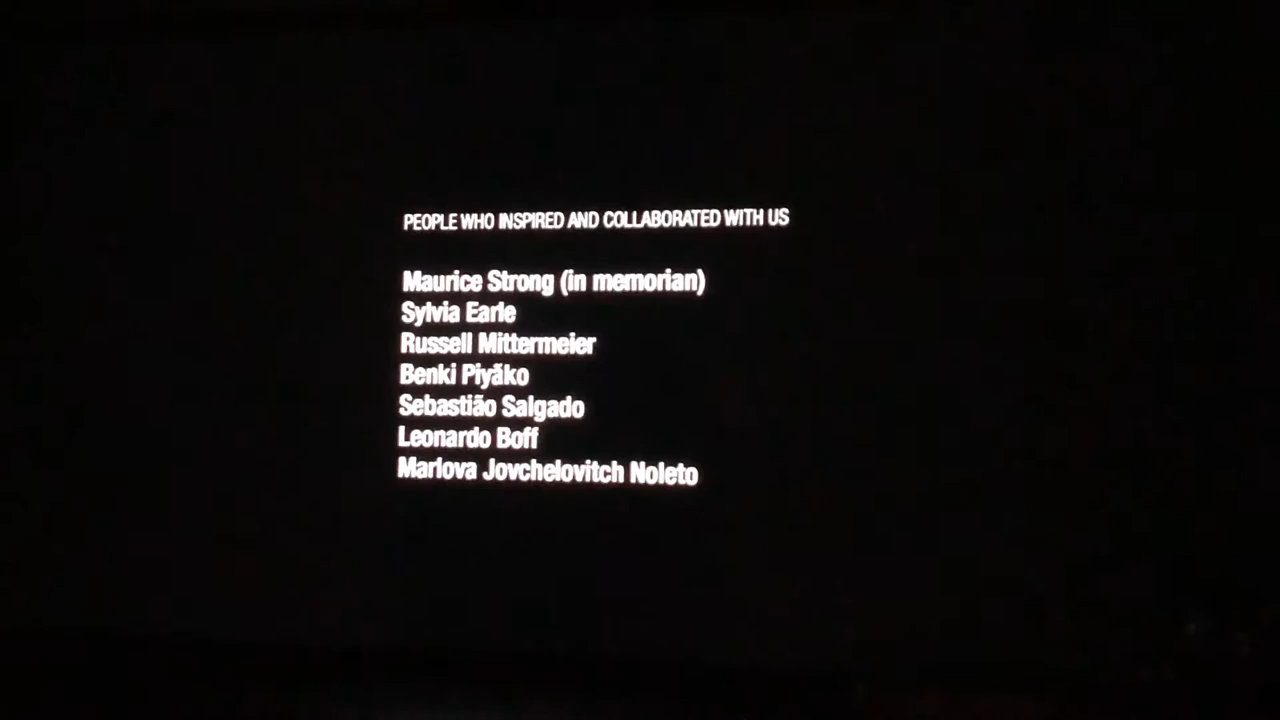 PEOPLE WHO INSPIRED AND COLLABORATED WITH US
Maurice Strong (in memorian)
Sylvia Earle
Russell Mittermeier
Benki Piyãko
Sebastião Salgado
Leonardo Boff
Marlova Jovchelovitch Noleto